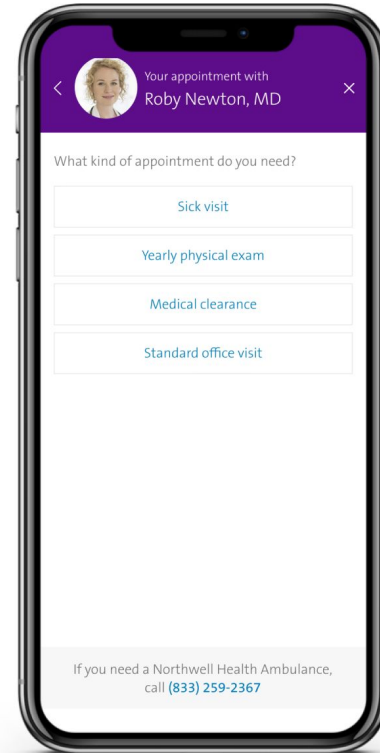 Your appointment with
Roby Newton, MD
What kind of appointment do you need?
Sick visit
Yearly physical exam
Medical clearance
Standard office visit
If you need a Northwell Health Ambulance,
call (833) 259-2367